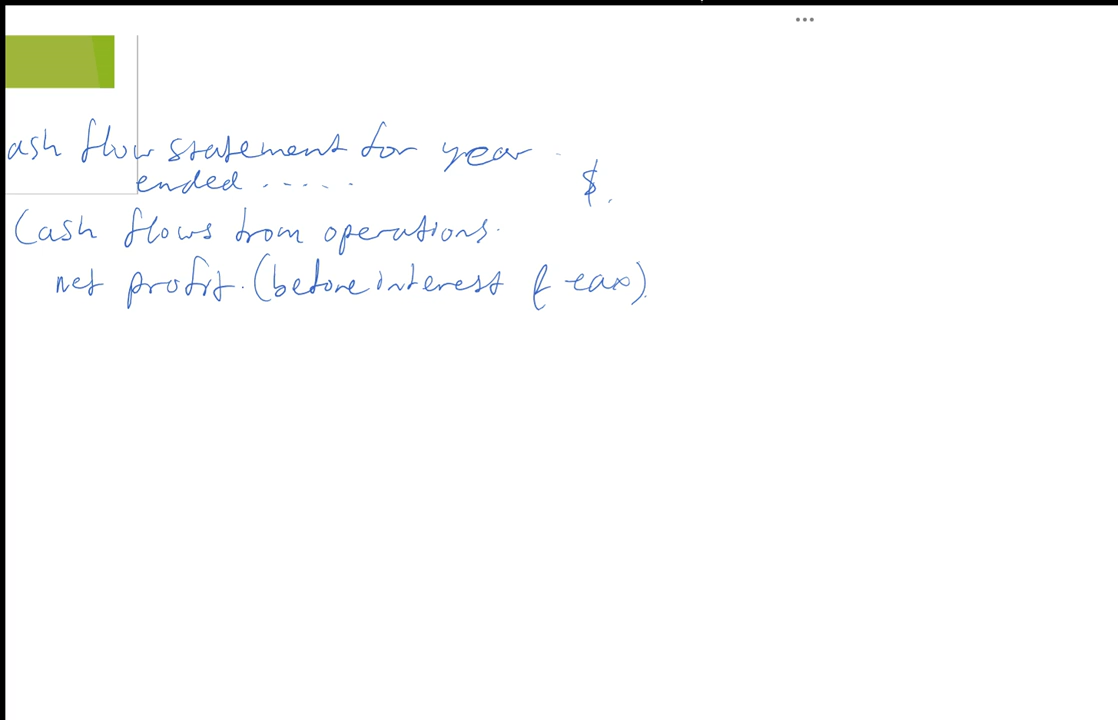 ash flow statement for year
ended ......
$.
Cash flows from operations.
net profit. (before interest & tax).